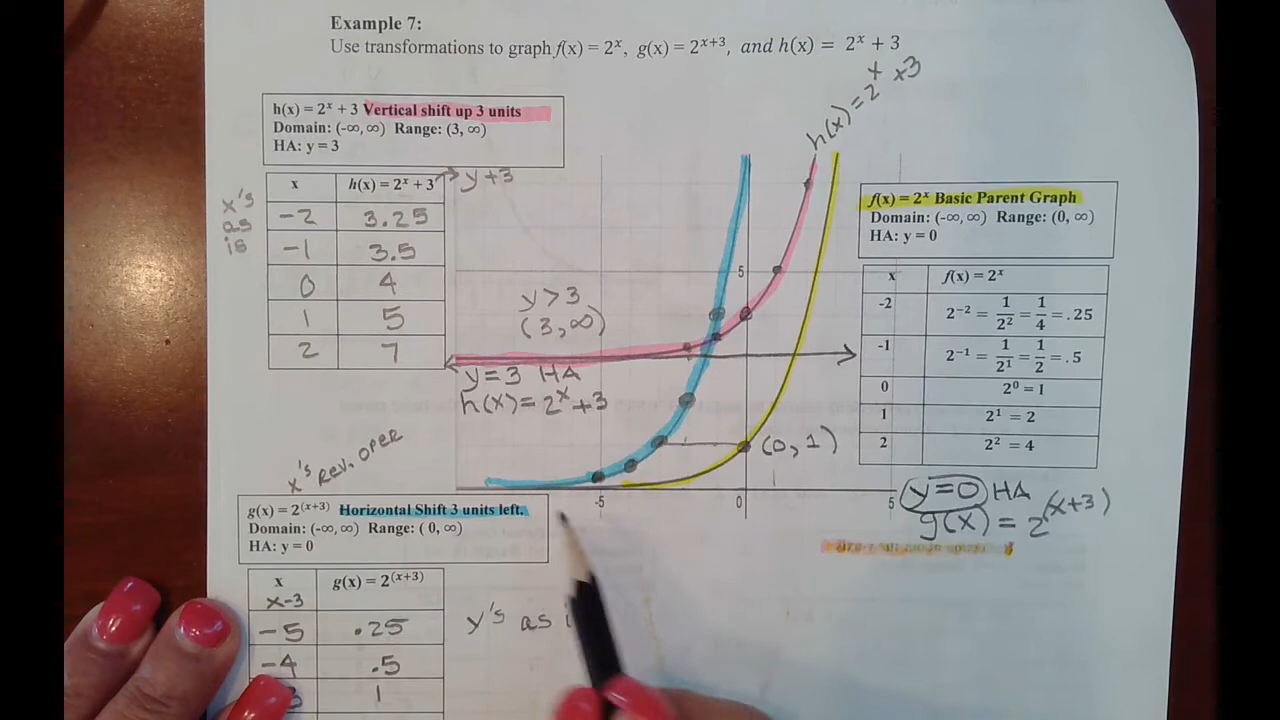 Example 7:
Use transformations to graph f(x) = 2ˣ, g(x) = 2ˣ⁺³, and h(x) = 2ˣ + 3
h(x) = 2ˣ x3
h(x) = 2ˣ + 3 Vertical shift up 3 units
Domain: (-∞, ∞) Range: (3, ∞)
HA: y = 3
x h(x) = 2ˣ + 3 → y+3
x's as is
-2 3.25
-1 3.5
0 4
1 5
2 7
y > 3
(3, ∞)
y = 3 HA
h(x) = 2ˣ + 3
5
(0, 1)
-5 0 5
f(x) = 2ˣ Basic Parent Graph
Domain: (-∞, ∞) Range: (0, ∞)
HA: y = 0
x f(x) = 2ˣ
-2 2⁻² = 1/2² = 1/4 = .25
-1 2⁻¹ = 1/2¹ = 1/2 = .5
0 2⁰ = 1
1 2¹ = 2
2 2² = 4
y=0 HA
g(x) = 2^(x+3)
x's rev. oper
g(x) = 2⁽ˣ⁺³⁾ Horizontal Shift 3 units left.
Domain: (-∞, ∞) Range: ( 0, ∞)
HA: y = 0
x g(x) = 2⁽ˣ⁺³⁾
x-3
-5 .25
-4 .5
1
y's as